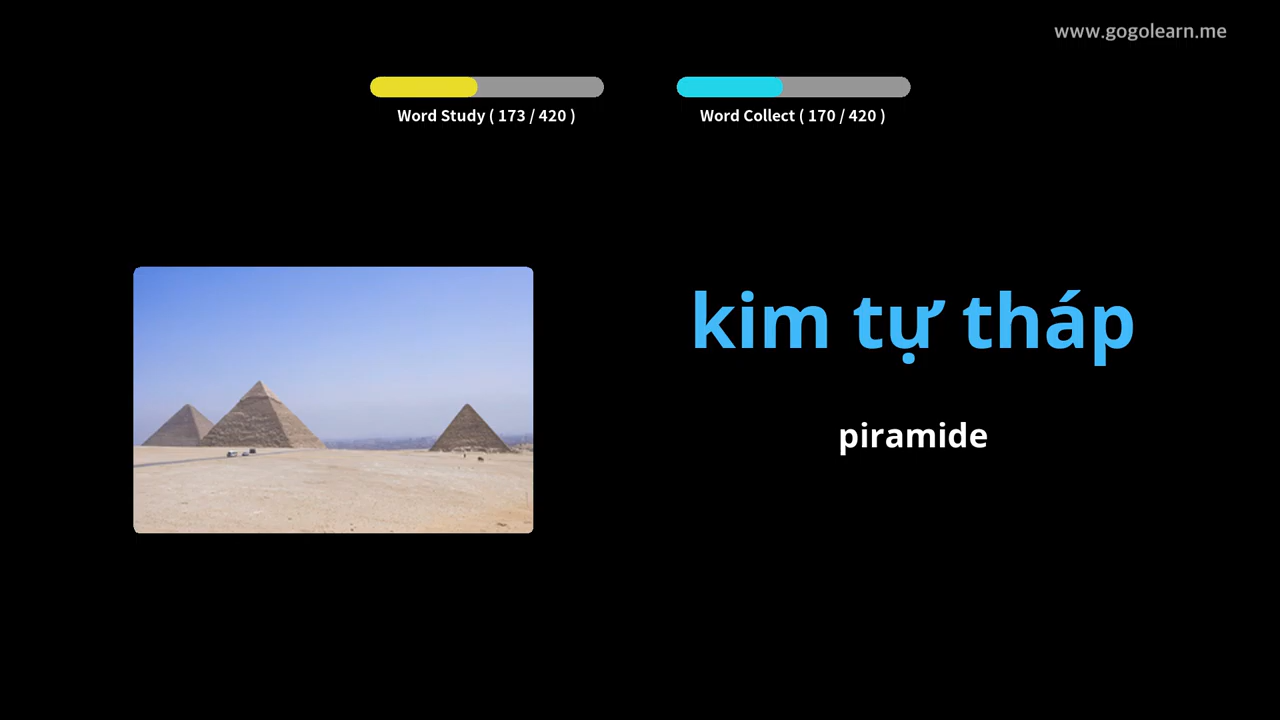 www.gogolearn.me
Word Study ( 173 / 420 )
Word Collect ( 170 / 420 )
kim tự tháp
piramide